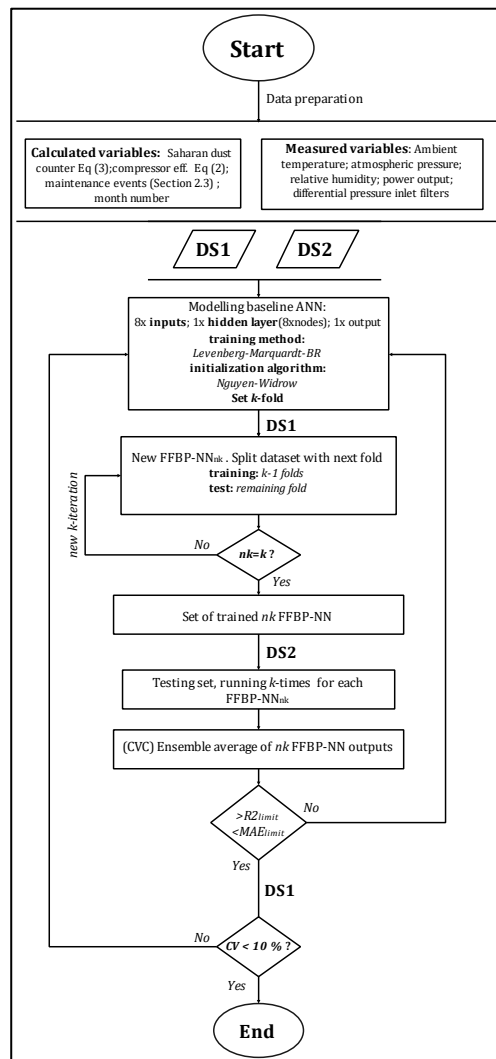 Start
Data preparation
Calculated variables: Saharan dust
counter Eq (3);compressor eff. Eq (2);
maintenance events (Section 2.3) ;
month number
Measured variables: Ambient
temperature; atmospheric pressure;
relative humidity; power output;
differential pressure inlet filters
DS1
DS2
Modelling baseline ANN:
8x inputs; 1x hidden layer(8xnodes); 1x output
training method:
Levenberg-Marquardt-BR
initialization algorithm:
Nguyen-Widrow
Set k-fold
DS1
New FFBP-NNnk . Split dataset with next fold
training: k-1 folds
test: remaining fold
new k-iteration
No
nk=k ?
Yes
Set of trained nk FFBP-NN
DS2
Testing set, running k-times for each
FFBP-NNnk
(CVC) Ensemble average of nk FFBP-NN outputs
No
>R2limit
<MAElimit
Yes
DS1
No
CV < 10 % ?
Yes
End